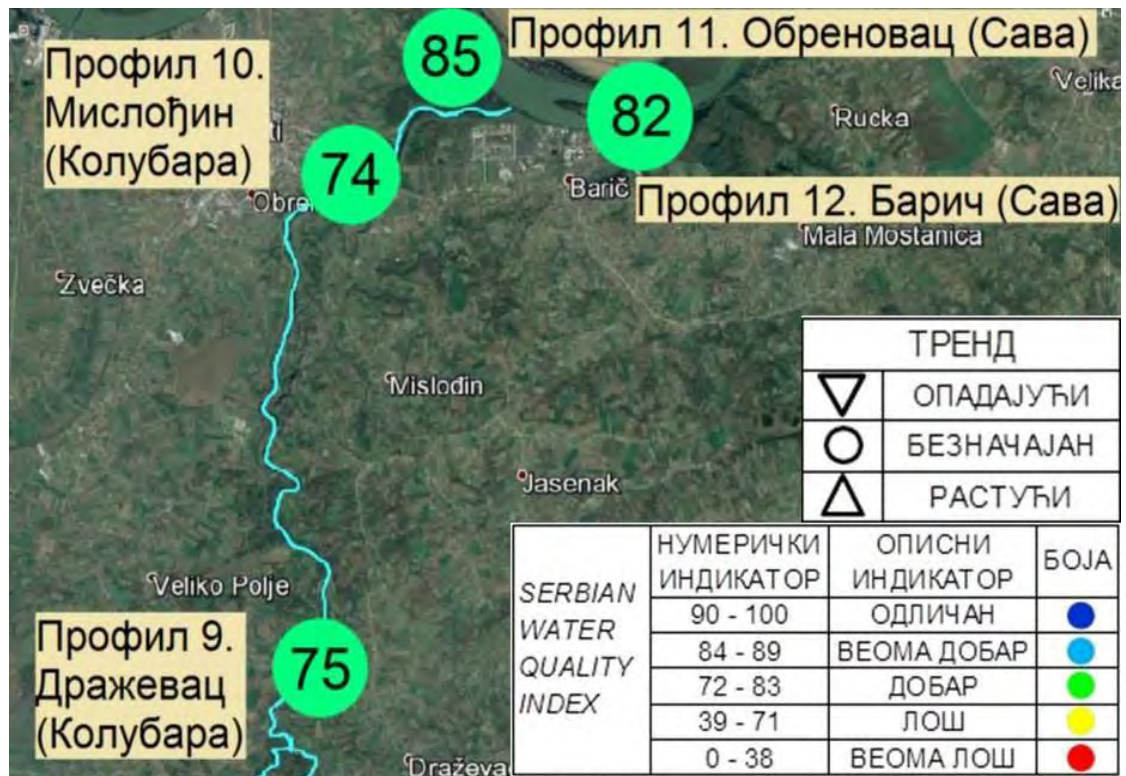 Профил 10.
Мислођин
(Колубара)
85
Профил 11. Обреновац (Сава)
Velika
82
Rucka
74
Barič
Профил 12. Барич (Сава)
Mala Mostanica
Zvečka
Mislođin
ТРЕНД
ОПАДАЈУЋИ
БЕЗНАЧАЈАН
РАСТУЋИ
Jasenak
Veliko Polje
Профил 9.
Дражевац
(Колубара)
75
SERBIAN
WATER
QUALITY
INDEX
НУМЕРИЧКИ
ИНДИКАТОР
ОПИСНИ
ИНДИКАТОР
БОЈА
90 - 100 ОДЛИЧАН
84 - 89 ВЕОМА ДОБАР
72 - 83 ДОБАР
39 - 71 ЛОШ
0 - 38 ВЕОМА ЛОШ